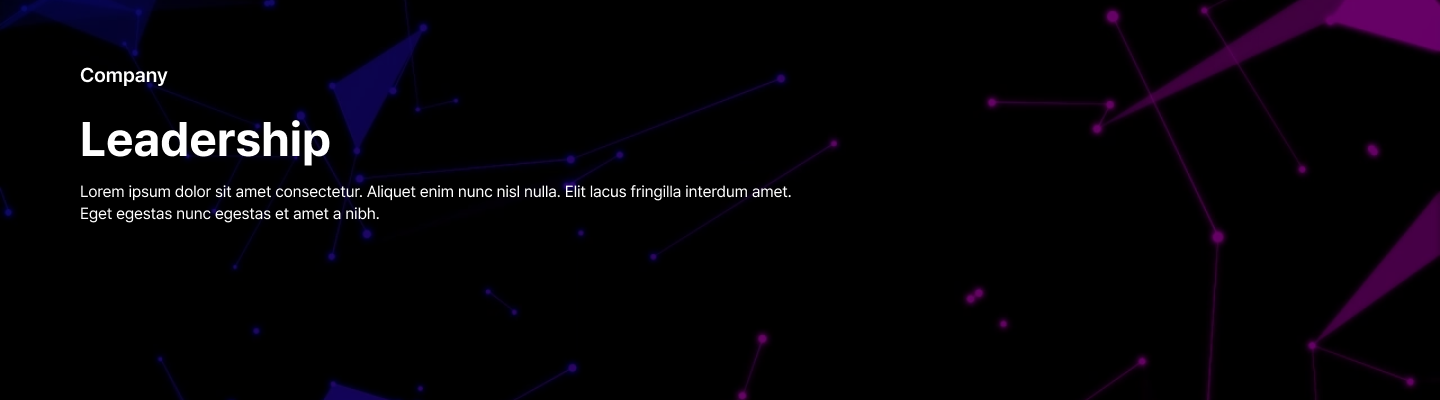 Company
Leadership
Lorem ipsum dolor sit amet consectetur. Aliquet enim nunc nisl nulla. Elit lacus fringilla interdum amet.
Eget egestas nunc egestas et amet a nibh.